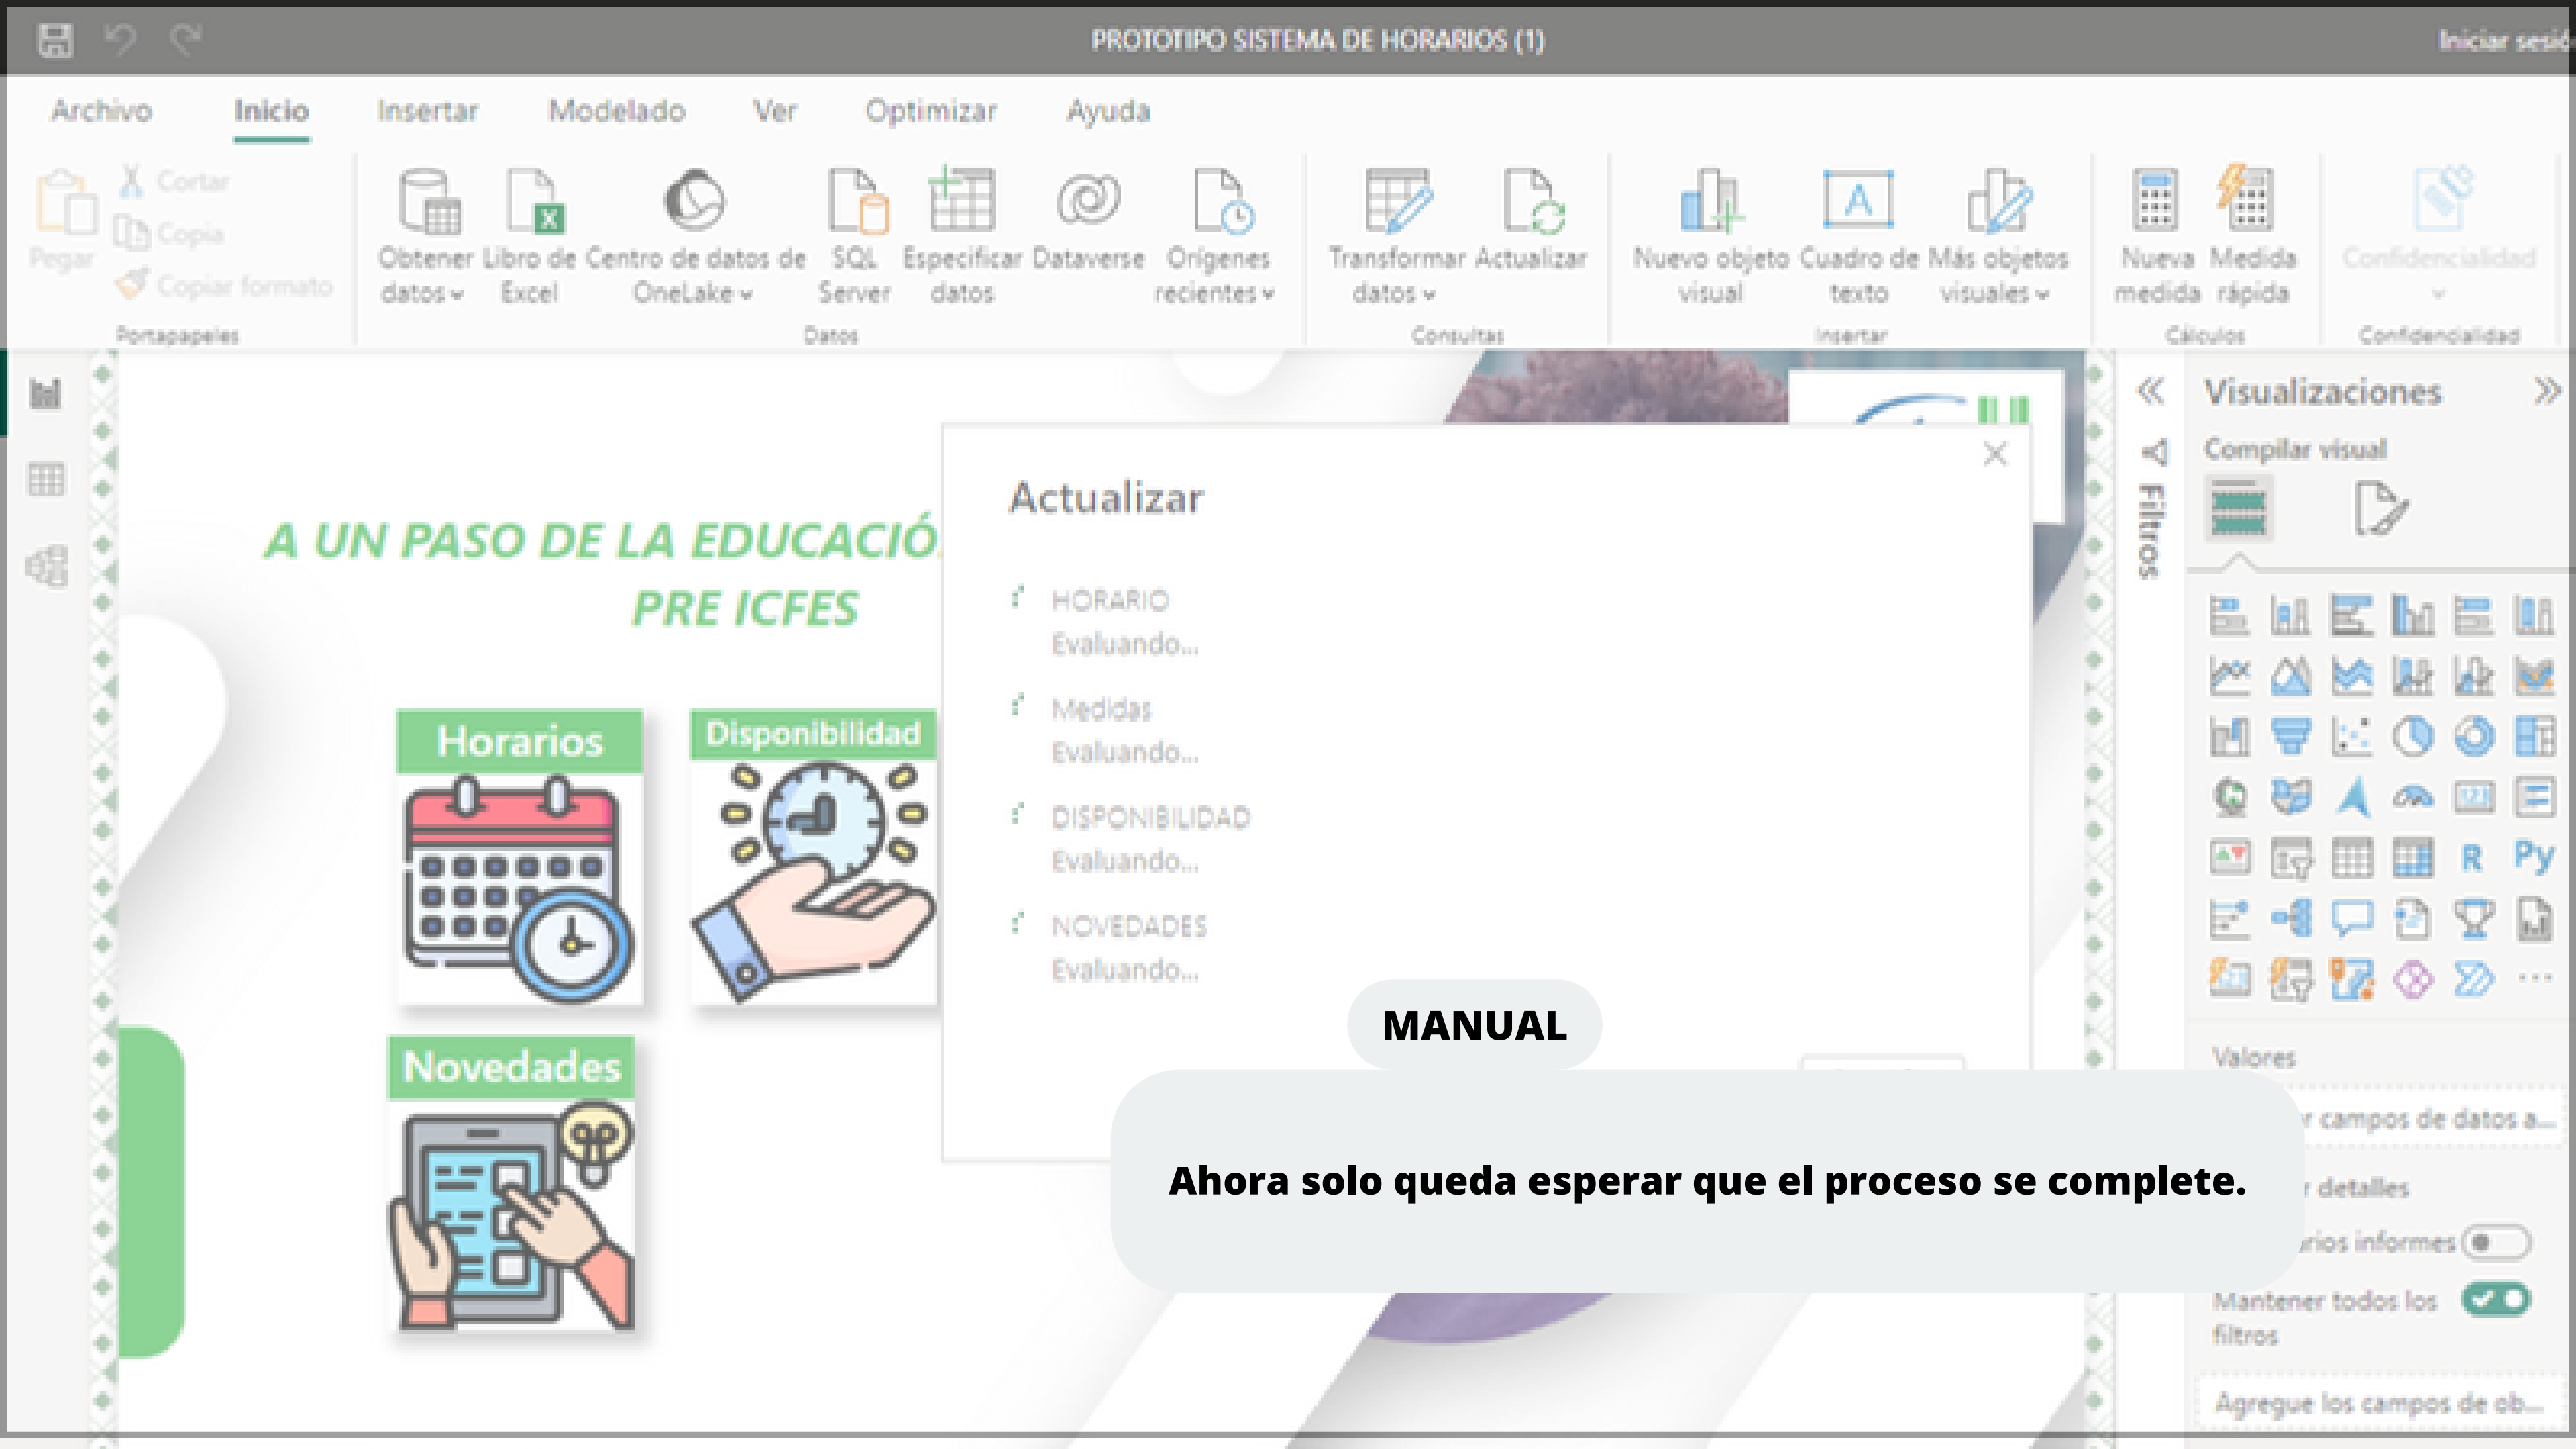 PROTOTIPO SISTEMA DE HORARIOS (1)
Iniciar sesió
Archivo Inicio Insertar Modelado Ver Optimizar Ayuda
Pegar
Cortar
Copia
Copiar formato
Portapapeles
Obtener datos
Libro de Excel
Centro de datos de OneLake
SQL Server
Especificar datos
Dataverse
Orígenes recientes
Datos
Transformar datos
Actualizar
Consultas
Nuevo objeto visual
A
Cuadro de texto
Más objetos visuales
Insertar
Nueva medida
Medida rápida
Cálculos
Confidencialidad
Confidencialidad
A UN PASO DE LA EDUCACIÓ
PRE ICFES
Horarios
Disponibilidad
Novedades
Actualizar
HORARIO
Evaluando...
Medidas
Evaluando...
DISPONIBILIDAD
Evaluando...
NOVEDADES
Evaluando...
MANUAL
Ahora solo queda esperar que el proceso se complete.
Filtros
Visualizaciones
Compilar visual
R Py
Valores
r campos de datos a...
r detalles
rios informes
Mantener todos los
filtros
Agregue los campos de ob...